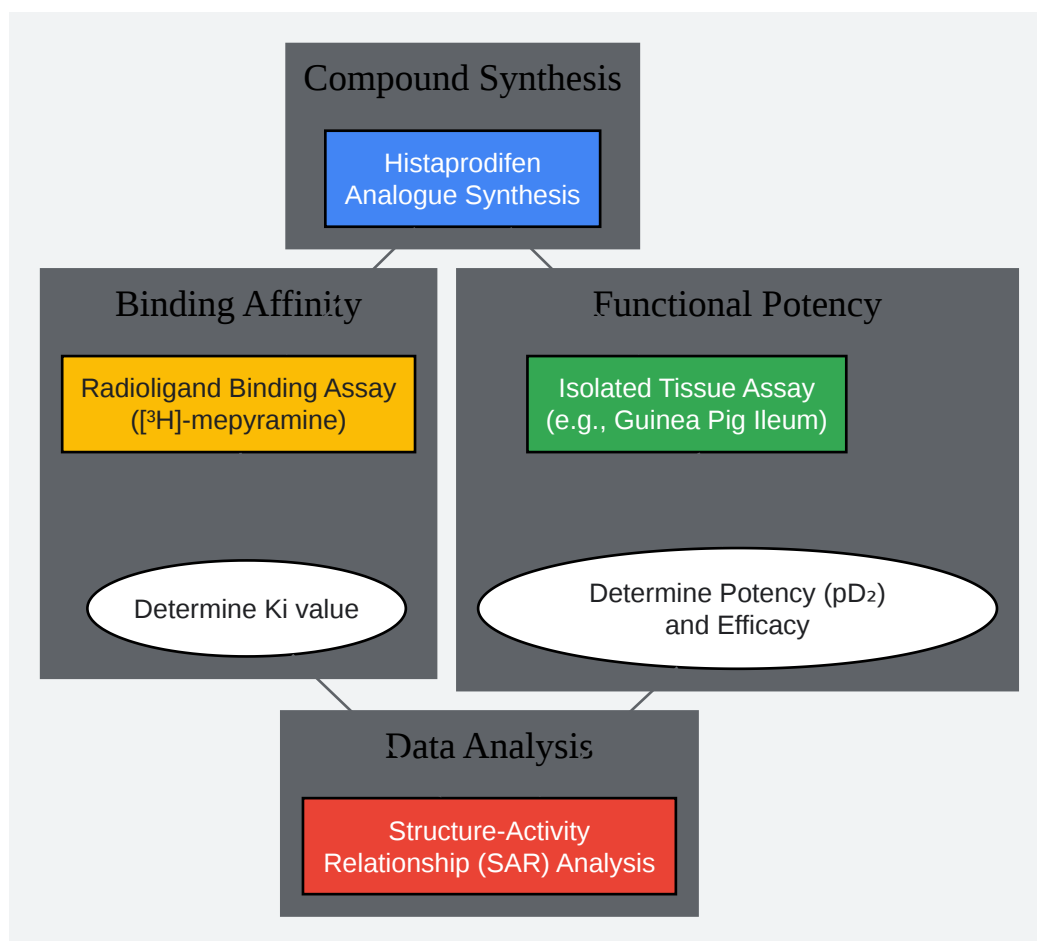 Compound Synthesis
Histaprodifen
Analogue Synthesis
Binding Affinity
Radioligand Binding Assay
([³H]-mepyramine)
Determine Ki value
Functional Potency
Isolated Tissue Assay
(e.g., Guinea Pig Ileum)
Determine Potency (pD₂)
and Efficacy
Data Analysis
Structure-Activity
Relationship (SAR) Analysis